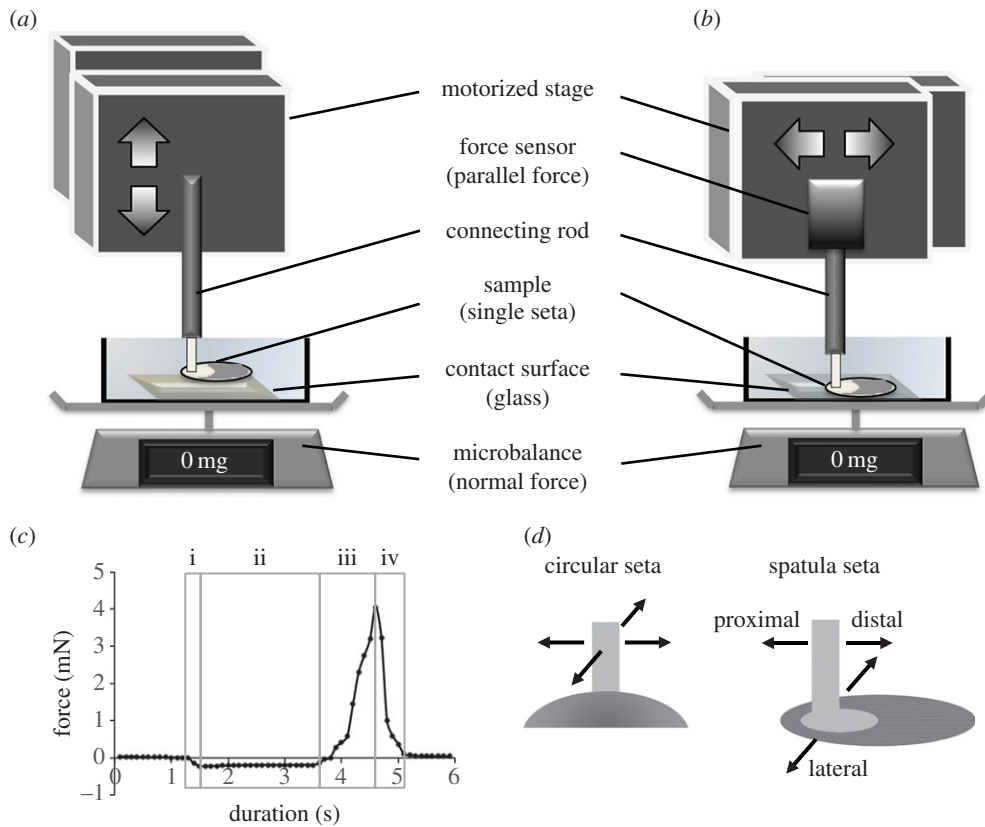 (a)
(b)
motorized stage
force sensor
(parallel force)
connecting rod
sample
(single seta)
contact surface
(glass)
microbalance
(normal force)
0 mg
0 mg
(c)
i ii iii iv
5
4
3
2
1
0
–1
0 1 2 3 4 5 6
force (mN)
duration (s)
(d)
circular seta
spatula seta
proximal distal
lateral